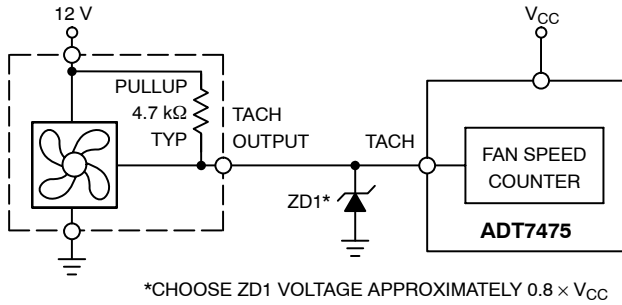 12 V
V_CC
PULLUP
4.7 kΩ
TYP
TACH
OUTPUT
TACH
FAN SPEED
COUNTER
ZD1*
ADT7475
*CHOOSE ZD1 VOLTAGE APPROXIMATELY 0.8 × V_CC